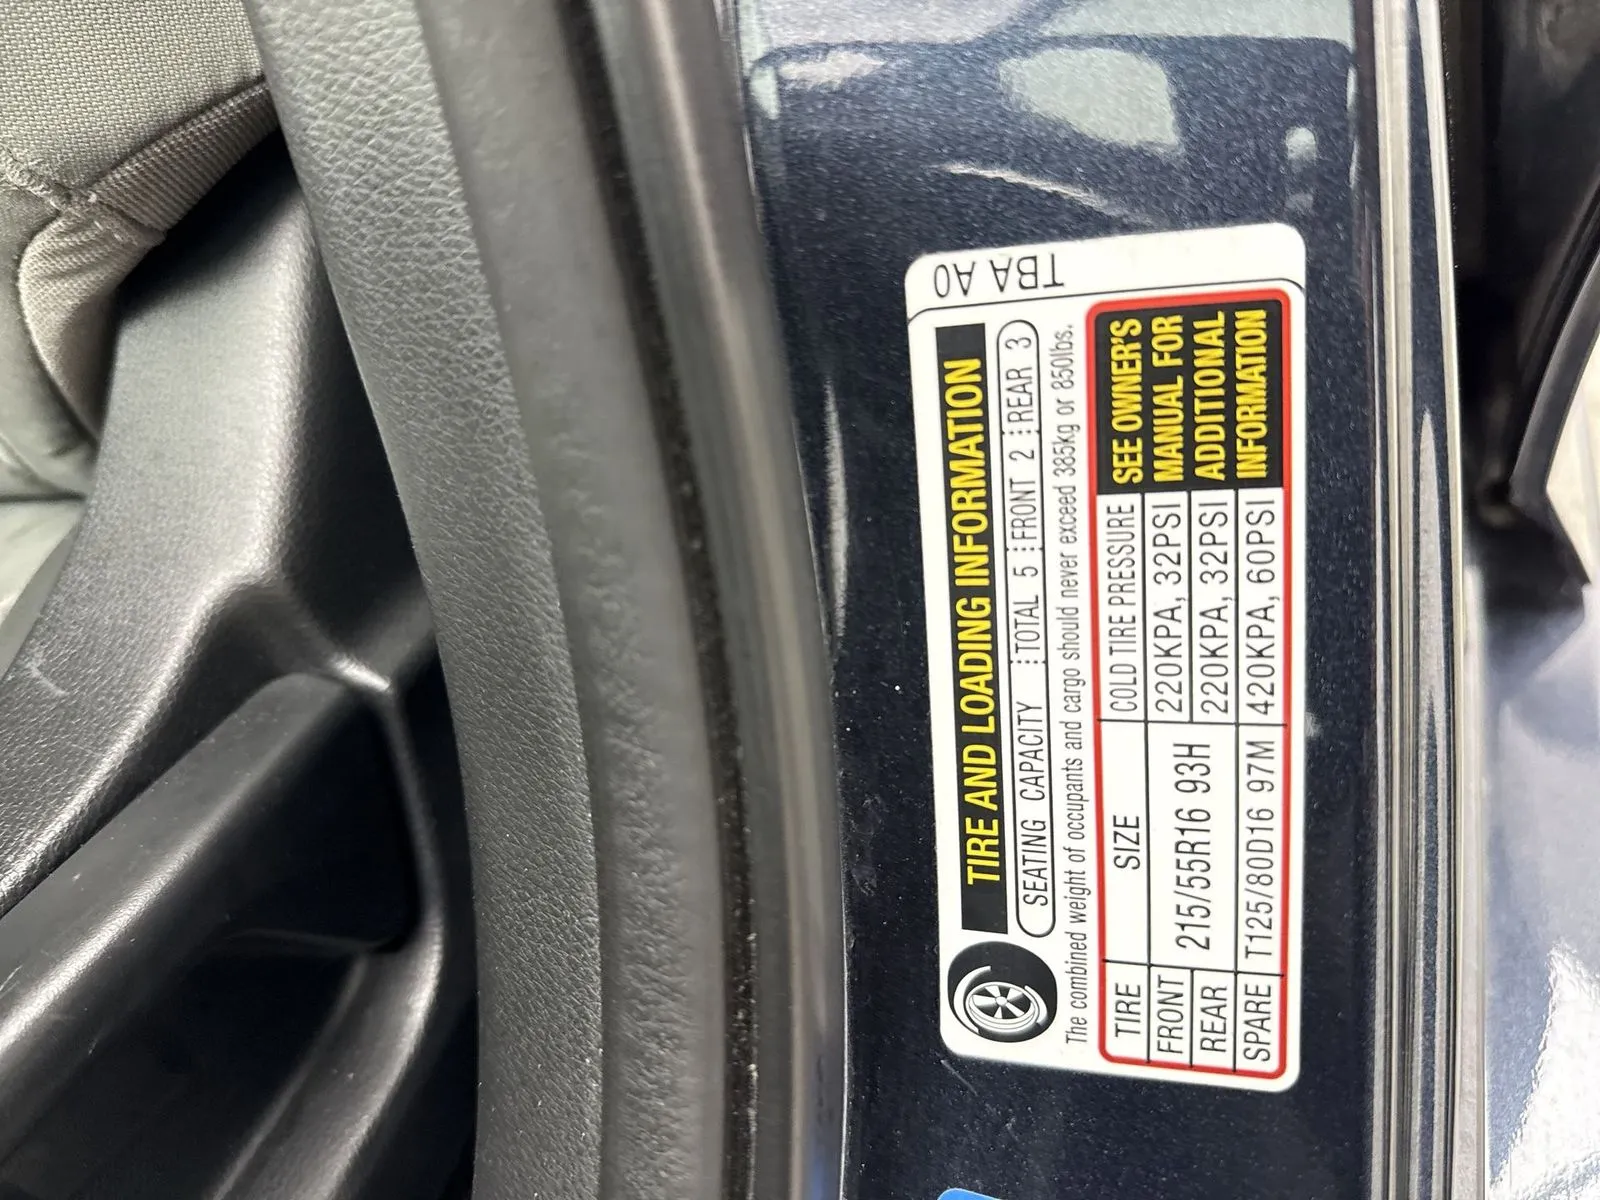 TBA A0
TIRE AND LOADING INFORMATION
SEATING CAPACITY TOTAL 5 FRONT 2 REAR 3
The combined weight of occupants and cargo should never exceed 385kg or 850lbs.
TIRE SIZE COLD TIRE PRESSURE
FRONT 215/55R16 93H 220KPA, 32PSI
REAR 220KPA, 32PSI
SPARE T125/80D16 97M 420KPA, 60PSI
SEE OWNER'S
MANUAL FOR
ADDITIONAL
INFORMATION